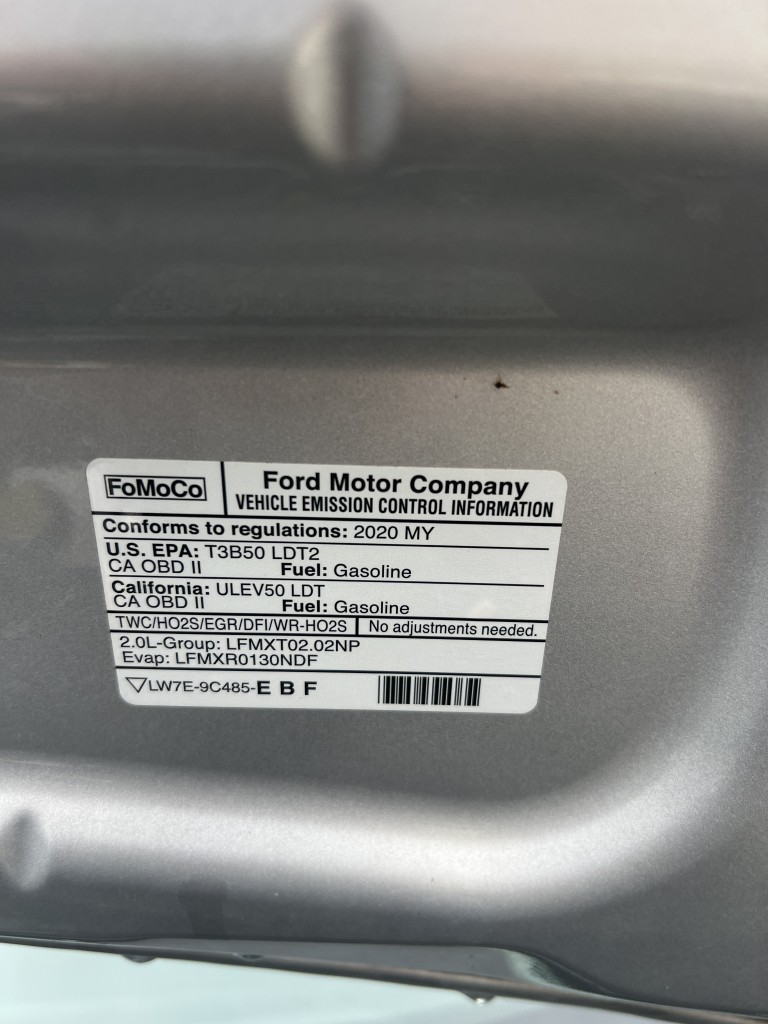 FoMoCo
Ford Motor Company
VEHICLE EMISSION CONTROL INFORMATION
Conforms to regulations: 2020 MY
U.S. EPA: T3B50 LDT2
CA OBD II Fuel: Gasoline
California: ULEV50 LDT
CA OBD II Fuel: Gasoline
TWC/HO2S/EGR/DFI/WR-HO2S No adjustments needed.
2.0L-Group: LFMXT02.02NP
Evap: LFMXR0130NDF
LW7E-9C485-E B F